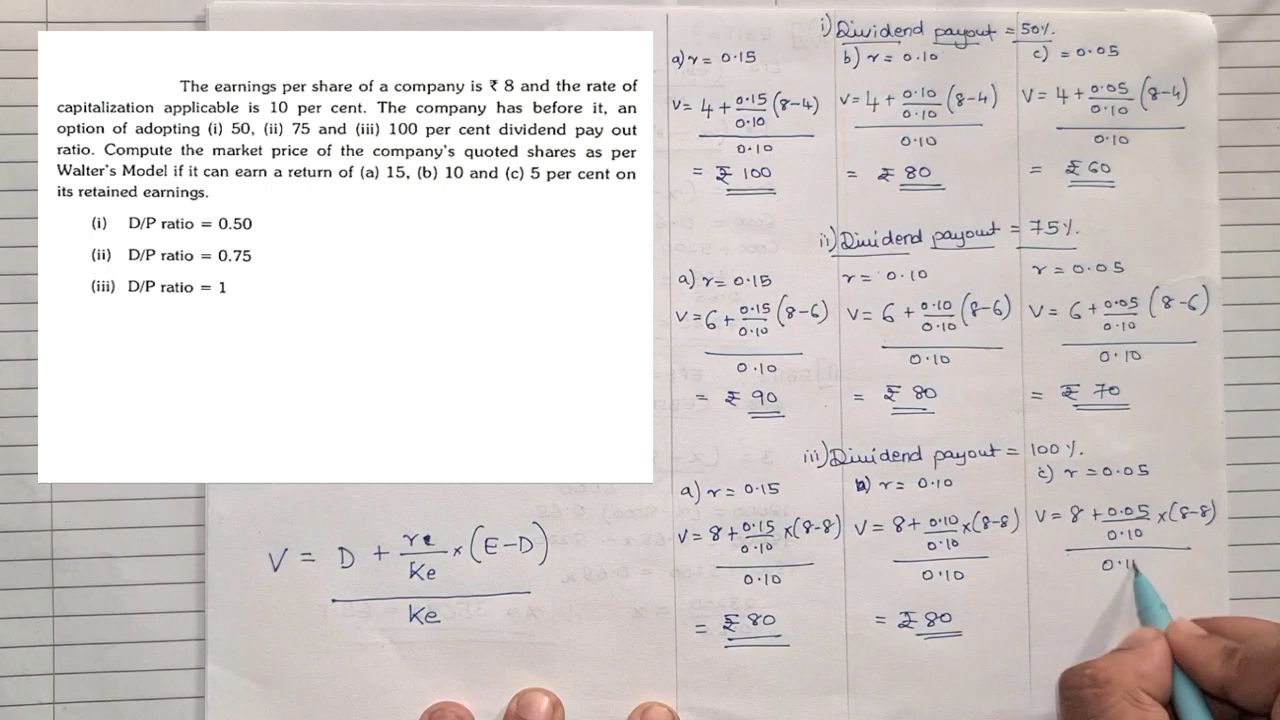 The earnings per share of a company is ₹ 8 and the rate of
capitalization applicable is 10 per cent. The company has before it, an
option of adopting (i) 50, (ii) 75 and (iii) 100 per cent dividend pay out
ratio. Compute the market price of the company's quoted shares as per
Walter's Model if it can earn a return of (a) 15, (b) 10 and (c) 5 per cent on
its retained earnings.
(i) D/P ratio = 0.50
(ii) D/P ratio = 0.75
(iii) D/P ratio = 1
V = D + r/Ke × (E-D)
Ke
i) Dividend payout = 50%.
a) r = 0.15
V = 4 + 0.15/0.10 (8-4)
0.10
= ₹ 100
b) r = 0.10
V = 4 + 0.10/0.10 (8-4)
0.10
= ₹ 80
c) = 0.05
V = 4 + 0.05/0.10 (8-4)
0.10
= ₹ 60
ii) Dividend payout = 75%.
a) r = 0.15
V = 6 + 0.15/0.10 (8-6)
0.10
= ₹ 90
r = 0.10
V = 6 + 0.10/0.10 (8-6)
0.10
= ₹ 80
r = 0.05
V = 6 + 0.05/0.10 (8-6)
0.10
= ₹ 70
iii) Dividend payout = 100%.
a) r = 0.15
V = 8 + 0.15/0.10 × (8-8)
0.10
= ₹ 80
b) r = 0.10
V = 8 + 0.10/0.10 × (8-8)
0.10
= ₹ 80
c) r = 0.05
V = 8 + 0.05/0.10 × (8-8)